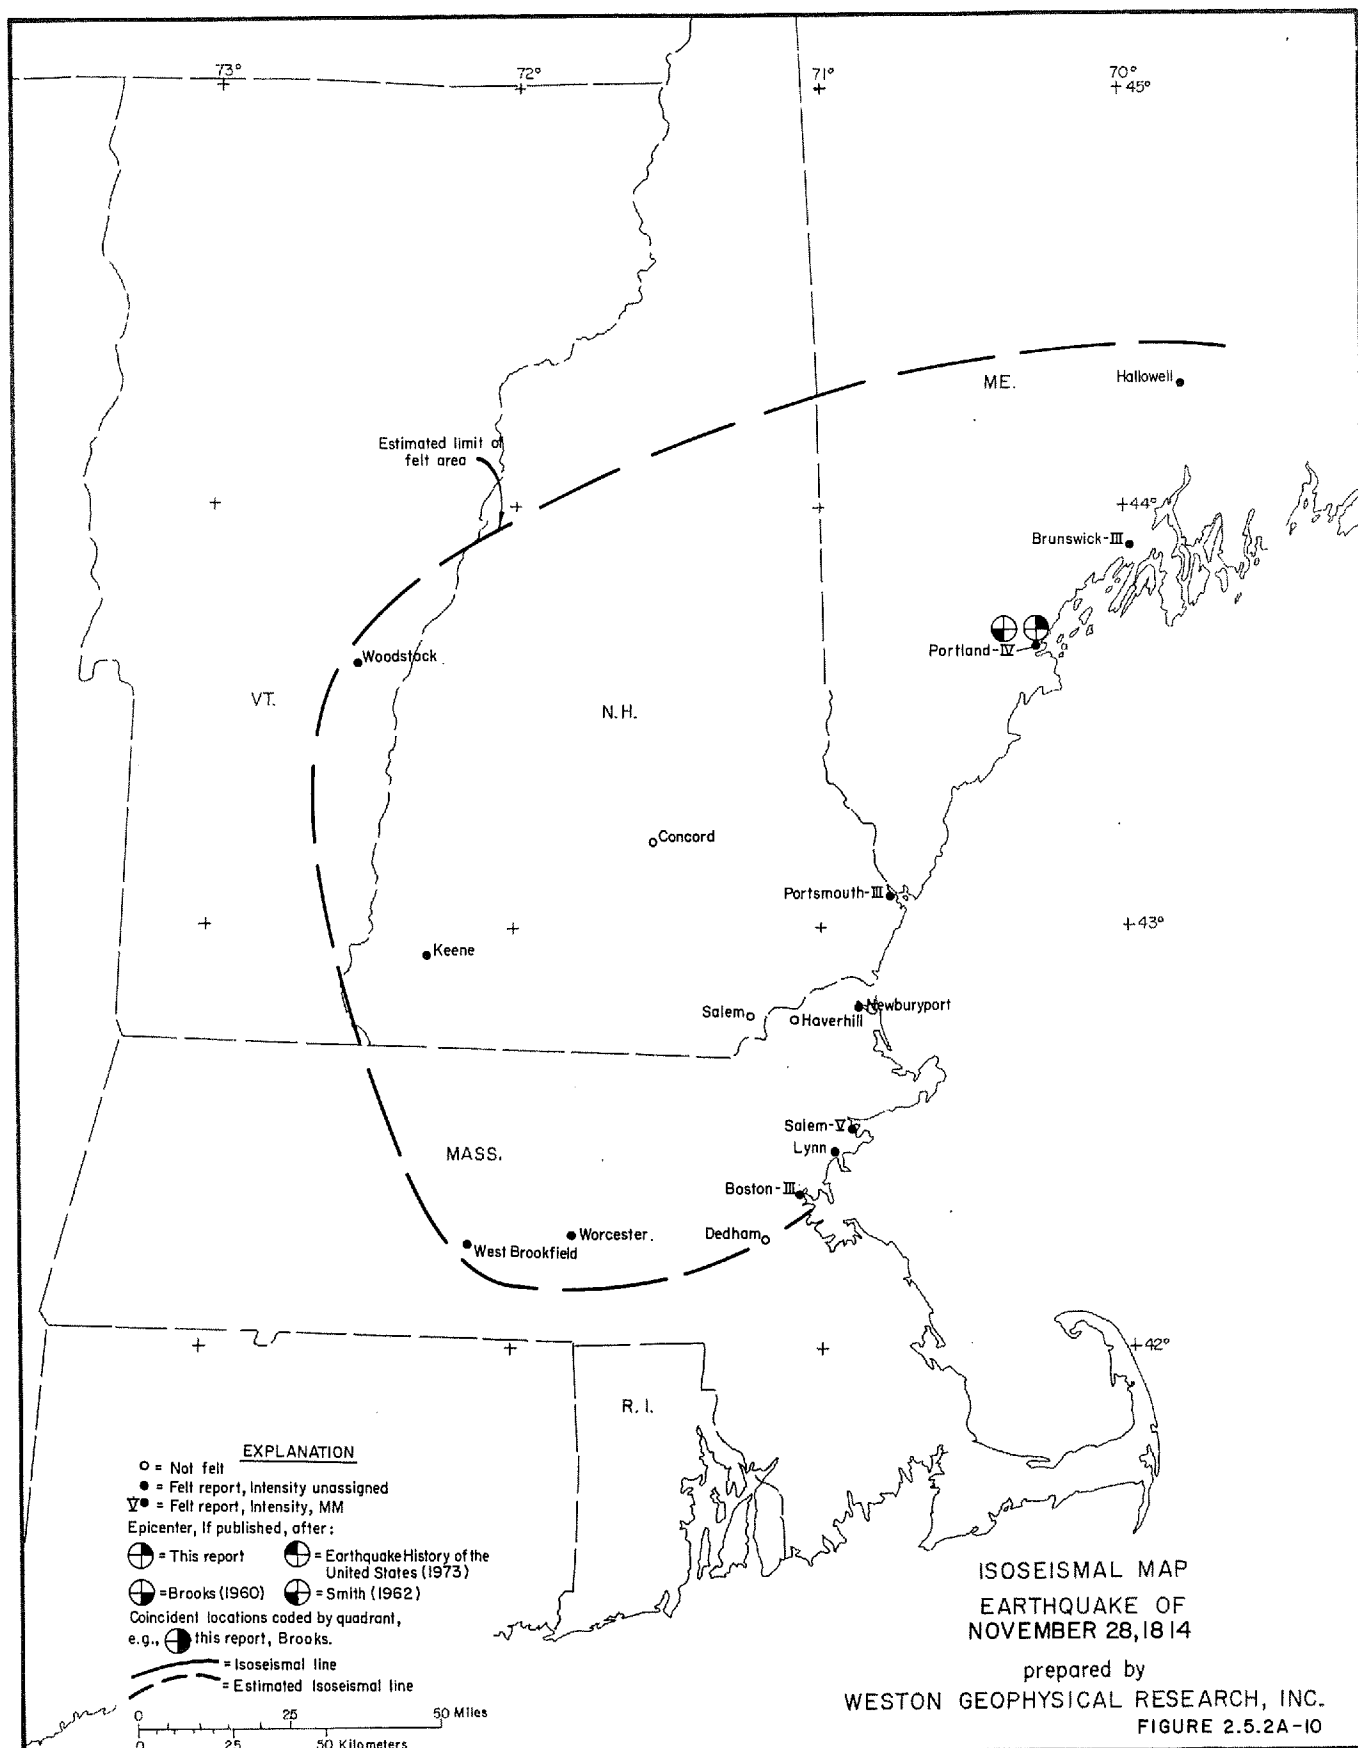 73°
72°
71°
70°
45°
ME.
Hallowell
Estimated limit of
felt area
44°
Brunswick-III
Portland-IV
Woodstock
VT.
N.H.
Concord
Portsmouth-III
43°
Keene
Salem
Haverhill
Newburyport
Salem-V
Lynn
MASS.
Boston-III
Worcester
Dedham
West Brookfield
42°
R.I.
EXPLANATION
= Not felt
= Felt report, Intensity unassigned
V = Felt report, Intensity, MM
Epicenter, If published, after:
= This report
= Earthquake History of the
United States (1973)
= Brooks (1960)
= Smith (1962)
Coincident locations coded by quadrant,
e.g., this report, Brooks.
= Isoseismal line
= Estimated Isoseismal line
0 25 50 Miles
0 25 50 Kilometers
ISOSEISMAL MAP
EARTHQUAKE OF
NOVEMBER 28, 1814
prepared by
WESTON GEOPHYSICAL RESEARCH, INC.
FIGURE 2.5.2A-10